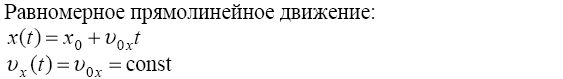 Равномерное прямолинейное движение:
x(t) = x₀ + υ₀ₓt
υₓ(t) = υ₀ₓ = const